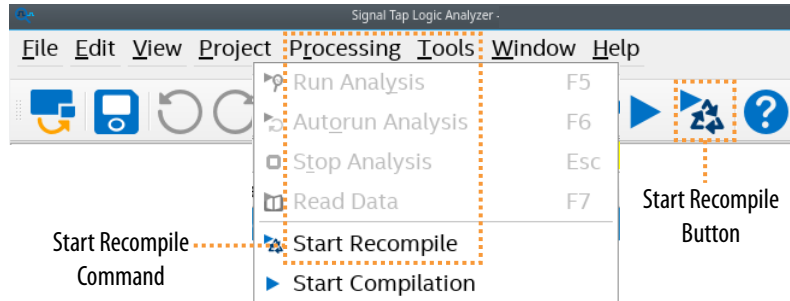 Signal Tap Logic Analyzer -
File Edit View Project Processing Tools Window Help
Run Analysis F5
Autorun Analysis F6
Stop Analysis Esc
Read Data F7
Start Recompile
Start Compilation
Start Recompile
Command
Start Recompile
Button